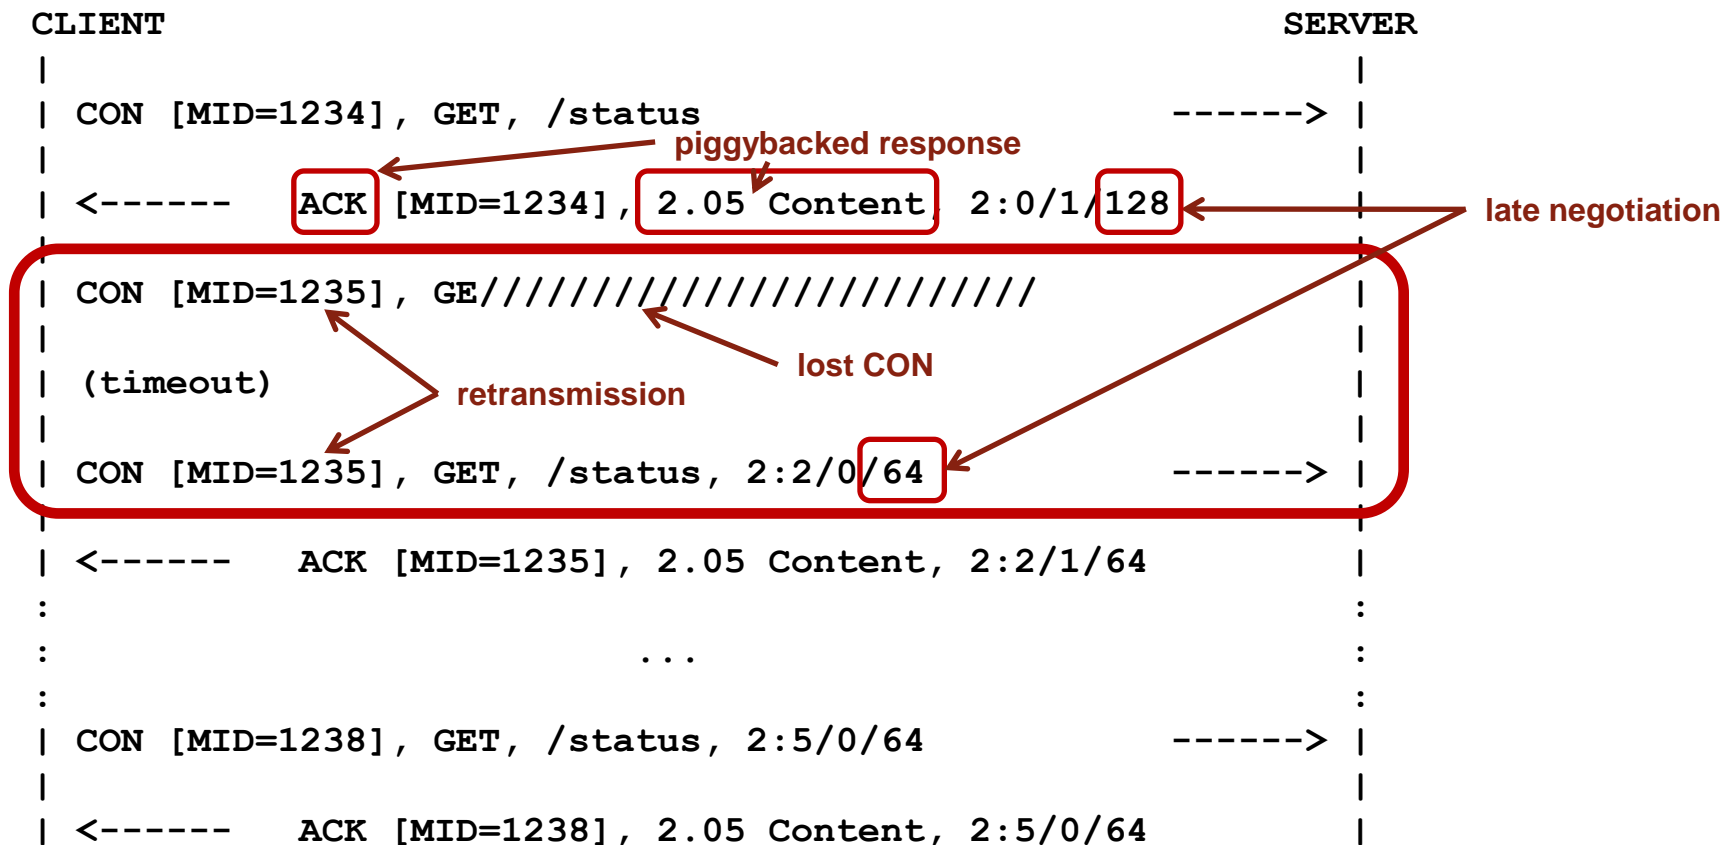 CLIENT SERVER
CON [MID=1234], GET, /status ------>
piggybacked response
<------ ACK [MID=1234], 2.05 Content, 2:0/1/128
late negotiation
CON [MID=1235], GE/////////////////////////
lost CON
(timeout)
retransmission
CON [MID=1235], GET, /status, 2:2/0/64 ------>
<------ ACK [MID=1235], 2.05 Content, 2:2/1/64
...
CON [MID=1238], GET, /status, 2:5/0/64 ------>
<------ ACK [MID=1238], 2.05 Content, 2:5/0/64